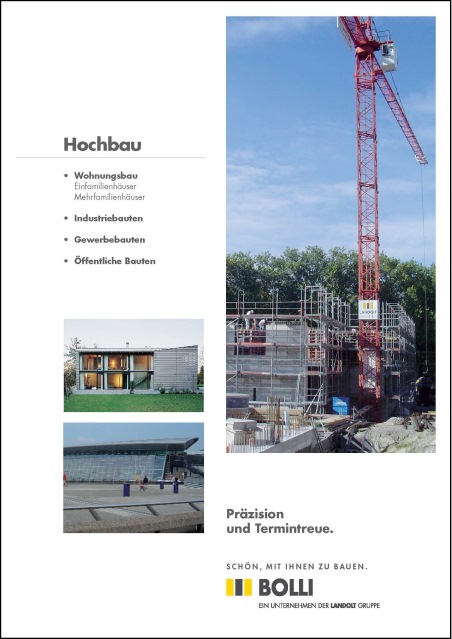 Hochbau
• Wohnungsbau
Einfamilienhäuser
Mehrfamilienhäuser
• Industriebauten
• Gewerbebauten
• Öffentliche Bauten
LANDOLT
Präzision
und Termintreue.
SCHÖN, MIT IHNEN ZU BAUEN.
BOLLI
EIN UNTERNEHMEN DER LANDOLT GRUPPE